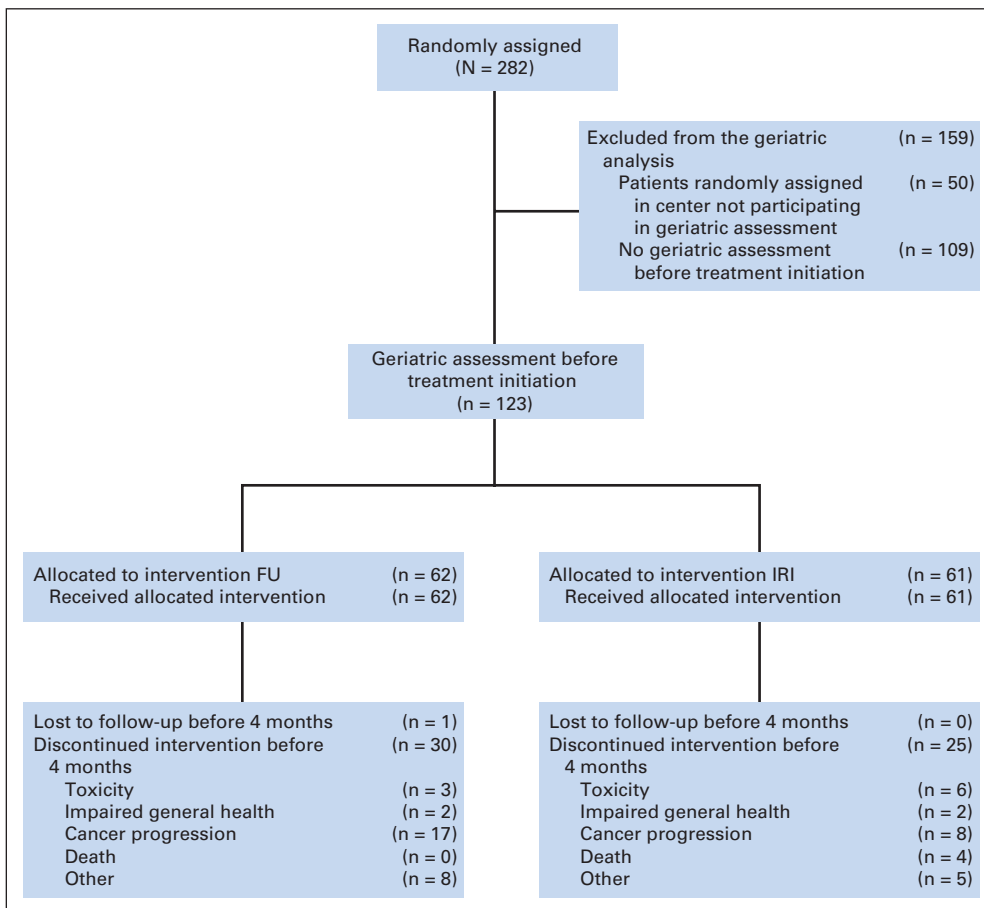 Randomly assigned
(N = 282)
Excluded from the geriatric (n = 159)
analysis
Patients randomly assigned (n = 50)
in center not participating
in geriatric assessment
No geriatric assessment (n = 109)
before treatment initiation
Geriatric assessment before
treatment initiation
(n = 123)
Allocated to intervention FU (n = 62)
Received allocated intervention (n = 62)
Allocated to intervention IRI (n = 61)
Received allocated intervention (n = 61)
Lost to follow-up before 4 months (n = 1)
Discontinued intervention before (n = 30)
4 months
Toxicity (n = 3)
Impaired general health (n = 2)
Cancer progression (n = 17)
Death (n = 0)
Other (n = 8)
Lost to follow-up before 4 months (n = 0)
Discontinued intervention before (n = 25)
4 months
Toxicity (n = 6)
Impaired general health (n = 2)
Cancer progression (n = 8)
Death (n = 4)
Other (n = 5)